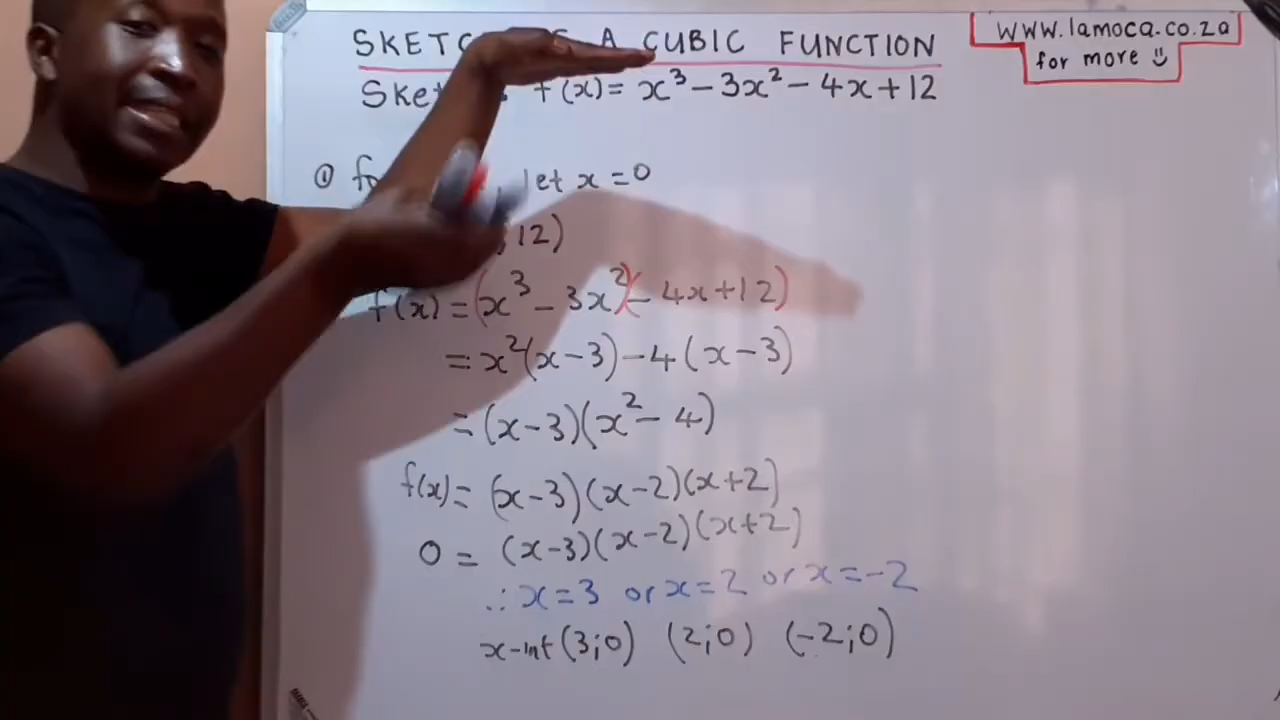 SKETC A CUBIC FUNCTION
www.lamoca.co.za
for more
Sket f(x) = x³ - 3x² - 4x + 12
① fo let x = 0
; 12)
f(x) = (x³ - 3x²)(- 4x + 12)
= x²(x - 3) - 4(x - 3)
= (x - 3)(x² - 4)
f(x) = (x - 3)(x - 2)(x + 2)
0 = (x - 3)(x - 2)(x + 2)
∴ x = 3 or x = 2 or x = -2
x-int (3;0) (2;0) (-2;0)